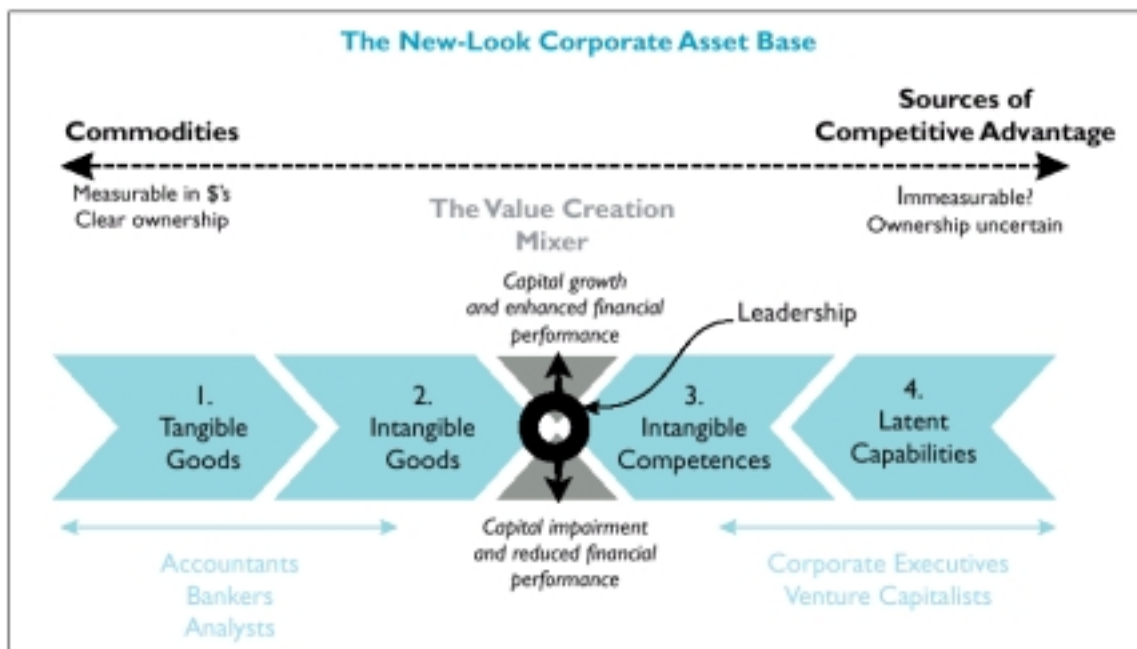 The New-Look Corporate Asset Base
Commodities
Sources of
Competitive Advantage
Measurable in $'s
Clear ownership
Immeasurable?
Ownership uncertain
The Value Creation
Mixer
Capital growth
and enhanced financial
performance
Leadership
1.
Tangible
Goods
2.
Intangible
Goods
3.
Intangible
Competences
4.
Latent
Capabilities
Capital impairment
and reduced financial
performance
Accountants
Bankers
Analysts
Corporate Executives
Venture Capitalists